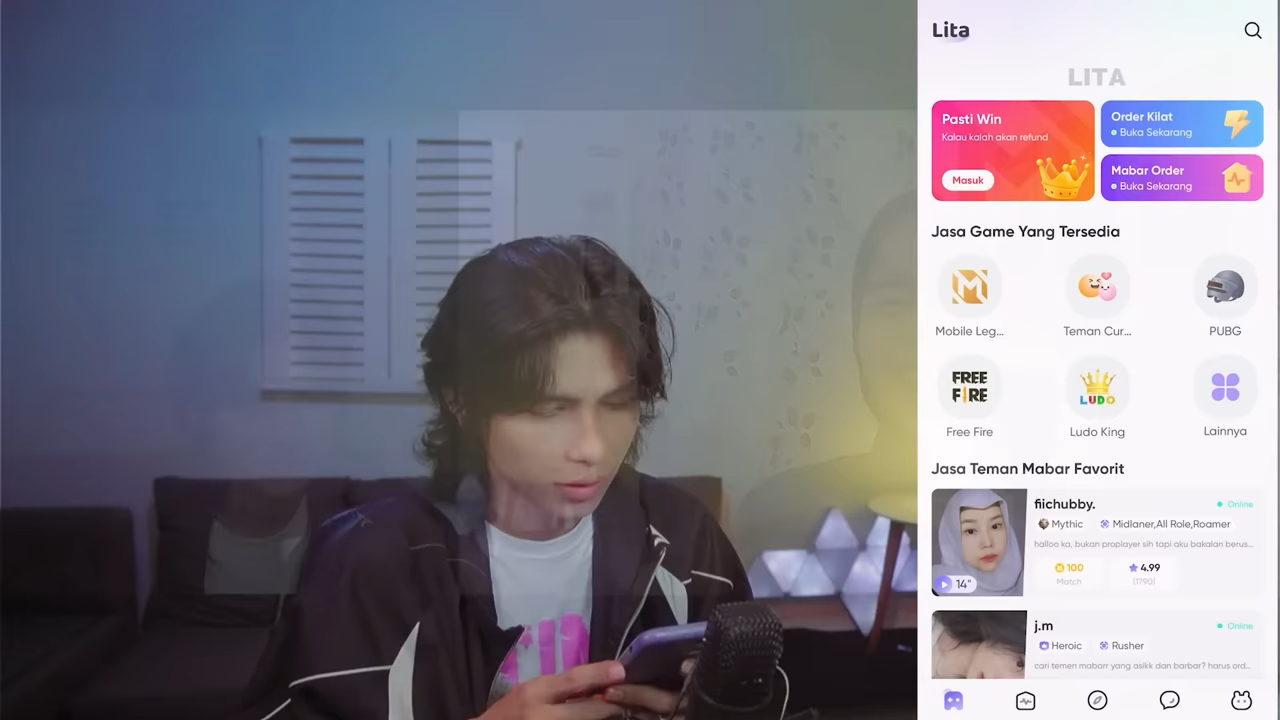 Lita
LITA
Pasti Win
Kalau kalah akan refund
Masuk
Order Kilat
Buka Sekarang
Mabar Order
Buka Sekarang
Jasa Game Yang Tersedia
Mobile Leg...
Teman Cur...
PUBG
FREE
FIRE
LUDO
Free Fire
Ludo King
Lainnya
Jasa Teman Mabar Favorit
fiichubby.
Online
Mythic
Midlaner,All Role,Roamer
halloo ka, bukan proplayer sih tapi aku bakalan berus...
100
4.99
Match
(1790)
14"
j.m
Online
Heroic
Rusher
cari temen mabarr yang asikk dan barbar? harus ord...